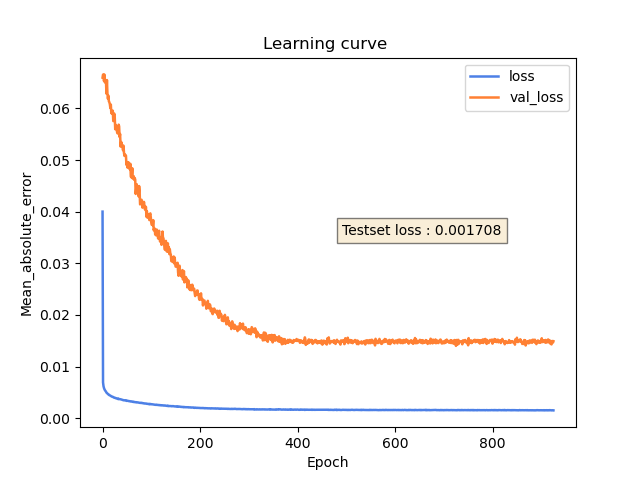 Learning curve
loss
val_loss
0.06
0.05
0.04
0.03
0.02
0.01
0.00
Mean_absolute_error
Testset loss : 0.001708
0
200
400
600
800
Epoch